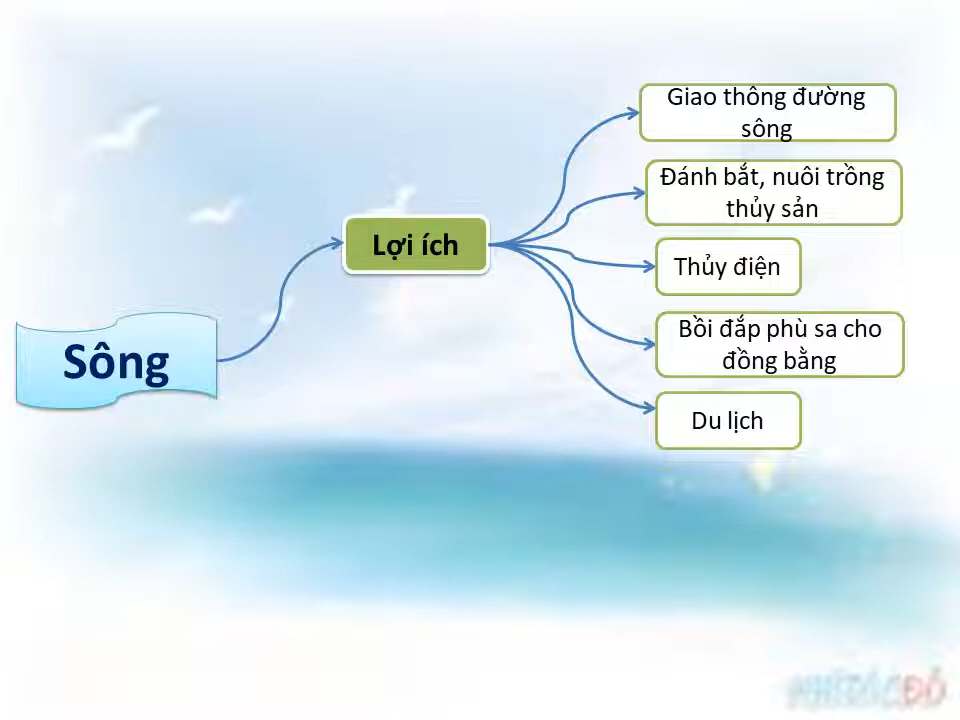 Giao thông đường
sông
Đánh bắt, nuôi trồng
thủy sản
Lợi ích
Thủy điện
Sông
Bồi đắp phù sa cho
đồng bằng
Du lịch